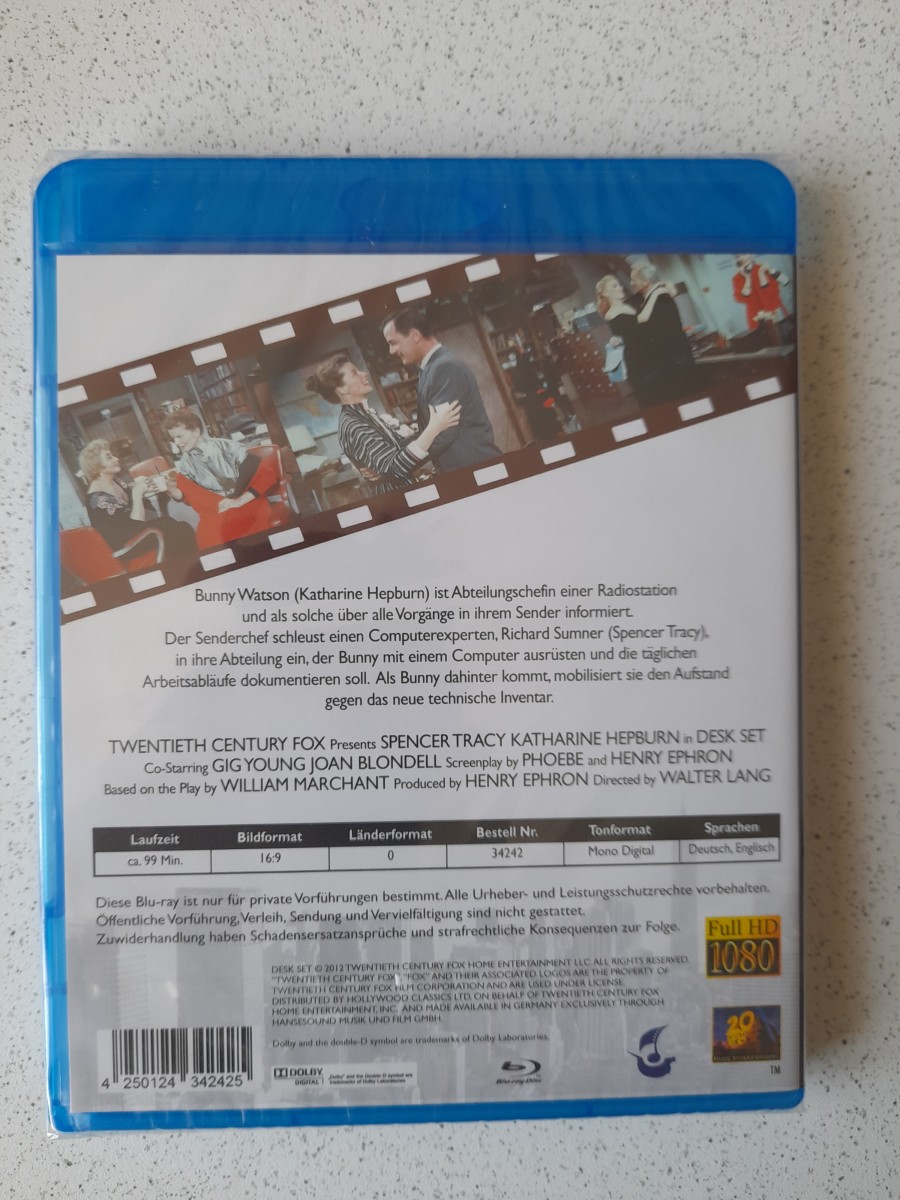 Bunny Watson (Katharine Hepburn) ist Abteilungschefin einer Radiostation
und als solche über alle Vorgänge in ihrem Sender informiert.
Der Senderchef schleust einen Computerexperten, Richard Sumner (Spencer Tracy),
in ihre Abteilung ein, der Bunny mit einem Computer ausrüsten und die täglichen
Arbeitsabläufe dokumentieren soll. Als Bunny dahinter kommt, mobilisiert sie den Aufstand
gegen das neue technische Inventar.
TWENTIETH CENTURY FOX Presents SPENCER TRACY KATHARINE HEPBURN in DESK SET
Co-Starring GIG YOUNG JOAN BLONDELL Screenplay by PHOEBE and HENRY EPHRON
Based on the Play by WILLIAM MARCHANT Produced by HENRY EPHRON Directed by WALTER LANG
Laufzeit Bildformat Länderformat Bestell Nr. Tonformat Sprachen
ca. 99 Min. 16:9 0 34242 Mono Digital Deutsch, Englisch
Diese Blu-ray ist nur für private Vorführungen bestimmt. Alle Urheber- und Leistungsschutzrechte vorbehalten.
Öffentliche Vorführung, Verleih, Sendung und Vervielfältigung sind nicht gestattet.
Zuwiderhandlung haben Schadensersatzansprüche und strafrechtliche Konsequenzen zur Folge.
Full HD
1080
DESK SET © 2012 TWENTIETH CENTURY FOX HOME ENTERTAINMENT LLC. ALL RIGHTS RESERVED.
"TWENTIETH CENTURY FOX", "FOX" AND THEIR ASSOCIATED LOGOS ARE THE PROPERTY OF
TWENTIETH CENTURY FOX FILM CORPORATION AND ARE USED UNDER LICENSE.
DISTRIBUTED BY HOLLYWOOD CLASSICS LTD. ON BEHALF OF TWENTIETH CENTURY FOX
HOME ENTERTAINMENT, INC. AND MADE AVAILABLE IN GERMANY EXCLUSIVELY THROUGH
HANSESOUND MUSIK UND FILM GMBH.
Dolby and the double-D symbol are trademarks of Dolby Laboratories.
4 250124 342425
DOLBY
DIGITAL
„Dolby" and the Double D symbol are
trademarks of Dolby Laboratories
Blu-ray Disc
20
TM